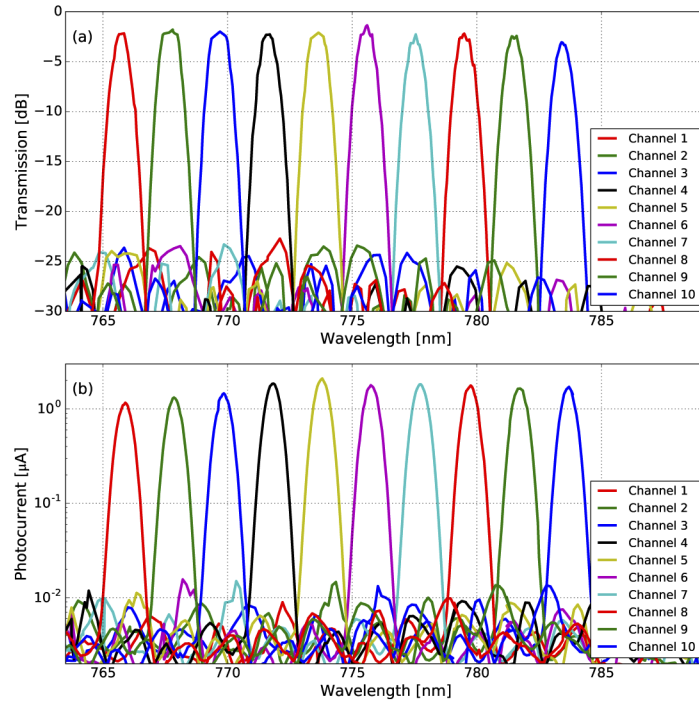 0
(a)
−5
−10
−15
−20
−25
−30
Transmission [dB]
Channel 1
Channel 2
Channel 3
Channel 4
Channel 5
Channel 6
Channel 7
Channel 8
Channel 9
Channel 10
765 770 775 780 785
Wavelength [nm]
(b)
10^0
10^-1
10^-2
Photocurrent [μA]
Channel 1
Channel 2
Channel 3
Channel 4
Channel 5
Channel 6
Channel 7
Channel 8
Channel 9
Channel 10
765 770 775 780 785
Wavelength [nm]